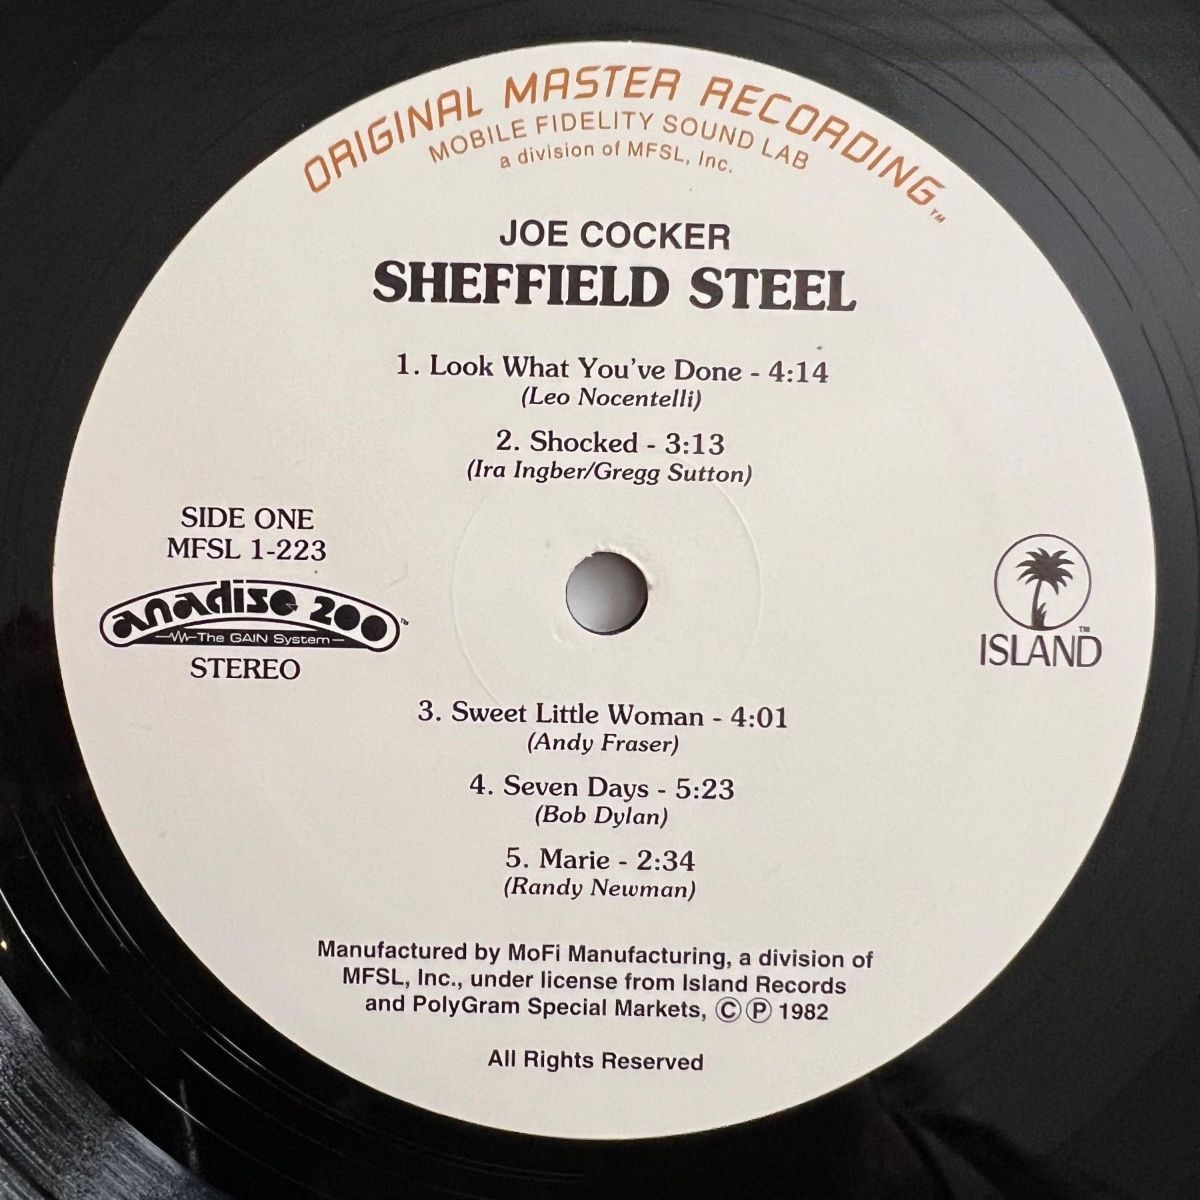 ORIGINAL MASTER RECORDING™
MOBILE FIDELITY SOUND LAB
a division of MFSL, Inc.
JOE COCKER
SHEFFIELD STEEL
1. Look What You've Done - 4:14
(Leo Nocentelli)
2. Shocked - 3:13
(Ira Ingber/Gregg Sutton)
SIDE ONE
MFSL 1-223
anadisc 200™
The GAIN System
STEREO
ISLAND™
3. Sweet Little Woman - 4:01
(Andy Fraser)
4. Seven Days - 5:23
(Bob Dylan)
5. Marie - 2:34
(Randy Newman)
Manufactured by MoFi Manufacturing, a division of
MFSL, Inc., under license from Island Records
and PolyGram Special Markets, ©℗ 1982
All Rights Reserved